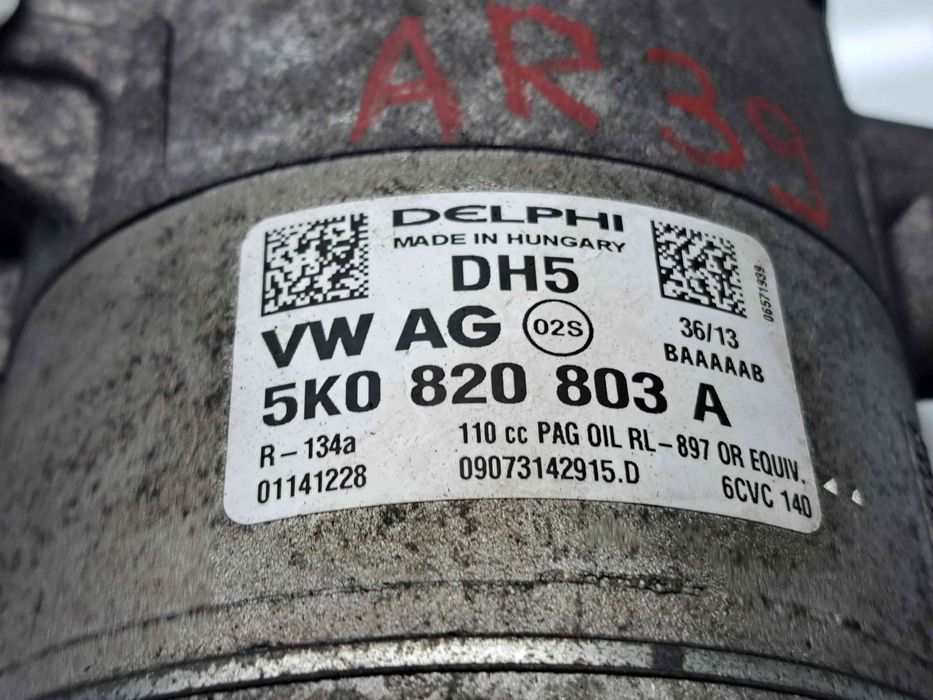 AR39
DELPHI
MADE IN HUNGARY
DH5
VW AG 02S
36/13
BAAAAAB
06571939
5K0 820 803 A
R-134a
110 cc PAG OIL RL-897 OR EQUIV.
01141228
09073142915.D
6CVC 140